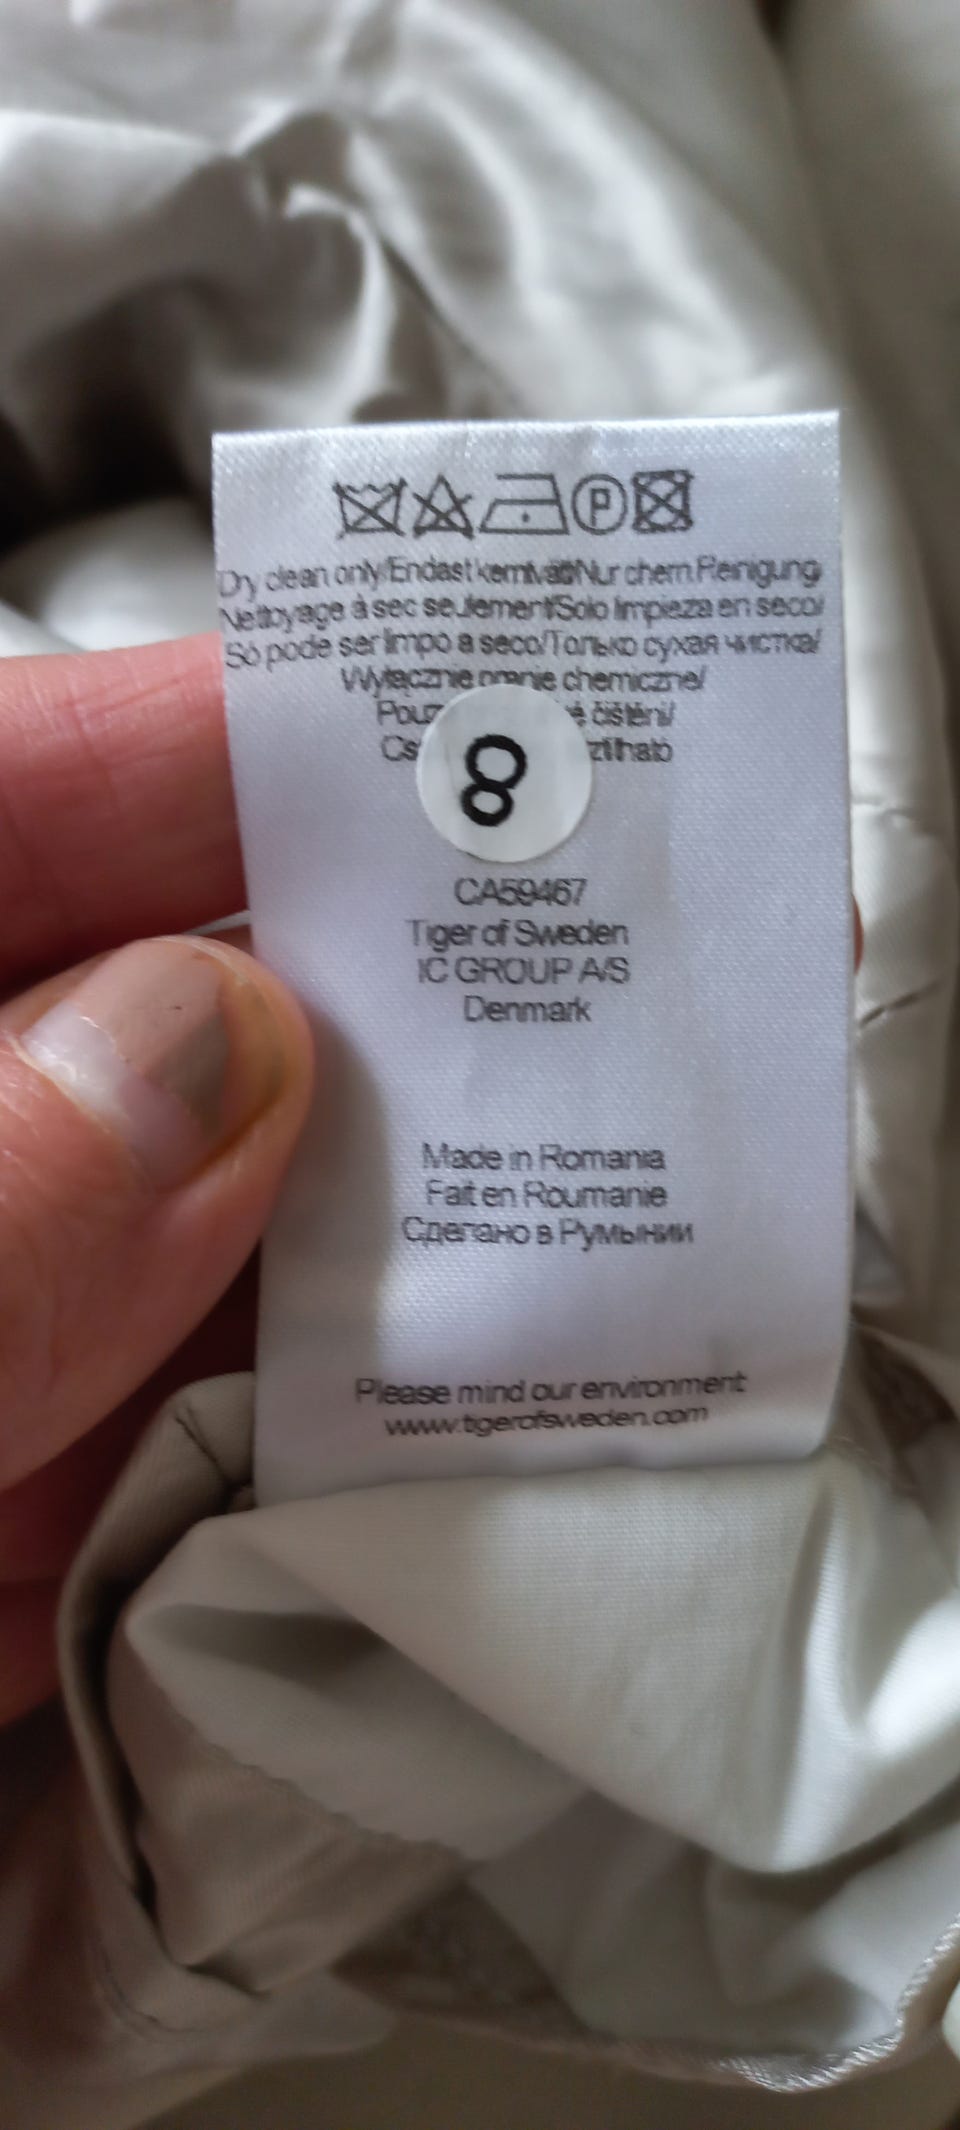 P
Dry clean only/Endast kemtvätt/Nur chem.Reinigung
Nettoyage à sec seulement/Solo limpieza en seco/
Só pode ser limpo a seco/Только сухая чистка/
Wyłącznie pranie chemiczne/
čištění/
8
CA59467
Tiger of Sweden
IC GROUP A/S
Denmark
Made in Romania
Fait en Roumanie
Сделано в Румынии
Please mind our environment
www.tigerofsweden.com